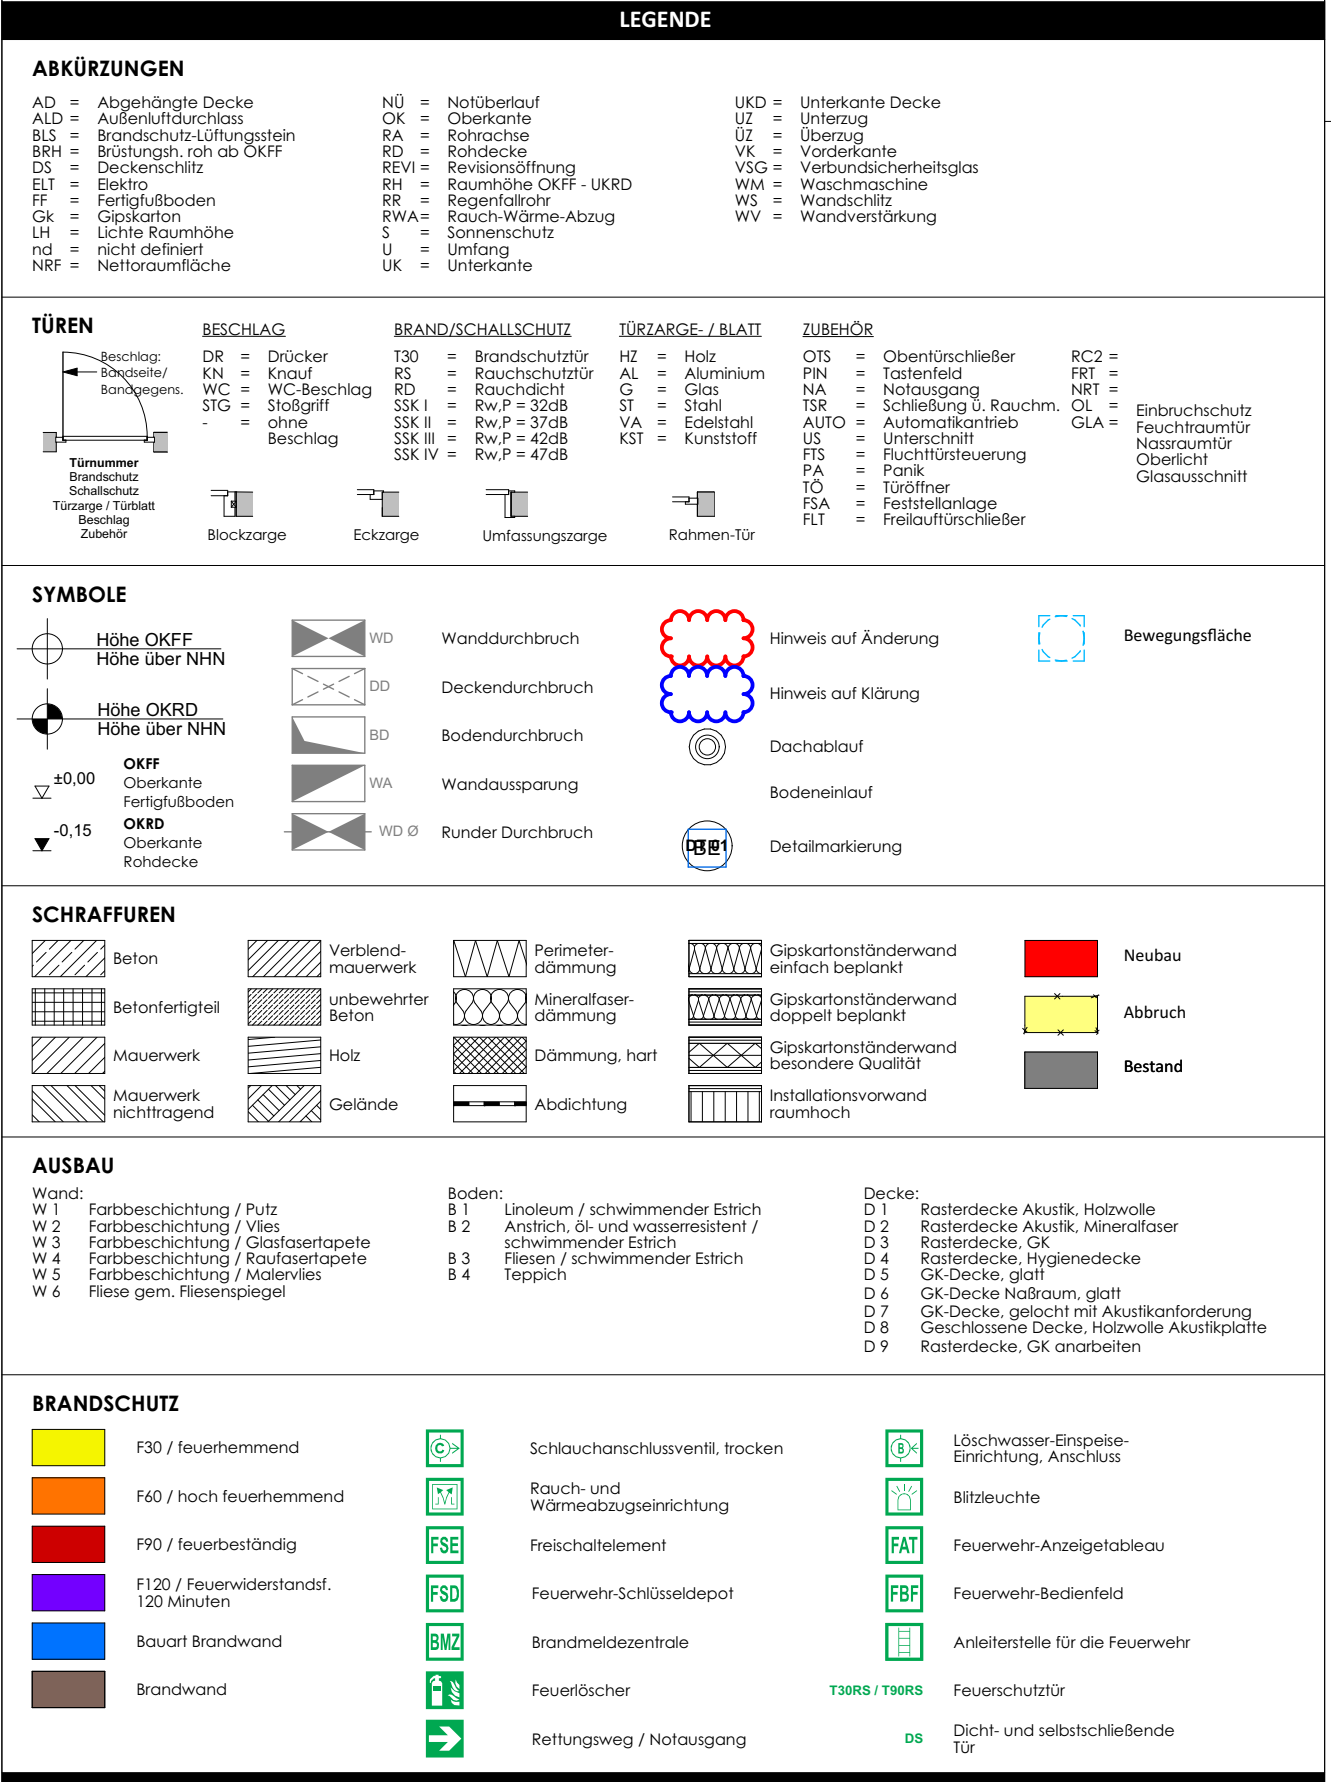 LEGENDE
ABKÜRZUNGEN
AD = Abgehängte Decke
ALD = Außenluftdurchlass
BLS = Brandschutz-Lüftungsstein
BRH = Brüstungsh. roh ab OKFF
DS = Deckenschlitz
ELT = Elektro
FF = Fertigfußboden
Gk = Gipskarton
LH = Lichte Raumhöhe
nd = nicht definiert
NRF = Nettoraumfläche
NÜ = Notüberlauf
OK = Oberkante
RA = Rohrachse
RD = Rohdecke
REVI = Revisionsöffnung
RH = Raumhöhe OKFF - UKRD
RR = Regenfallrohr
RWA= Rauch-Wärme-Abzug
S = Sonnenschutz
U = Umfang
UK = Unterkante
UKD = Unterkante Decke
UZ = Unterzug
ÜZ = Überzug
VK = Vorderkante
VSG = Verbundsicherheitsglas
WM = Waschmaschine
WS = Wandschlitz
WV = Wandverstärkung
TÜREN
Beschlag:
Bandseite/
Bandgegens.
Türnummer
Brandschutz
Schallschutz
Türzarge / Türblatt
Beschlag
Zubehör
BESCHLAG
DR = Drücker
KN = Knauf
WC = WC-Beschlag
STG = Stoßgriff
- = ohne
Beschlag
BRAND/SCHALLSCHUTZ
T30 = Brandschutztür
RS = Rauchschutztür
RD = Rauchdicht
SSK I = Rw,P = 32dB
SSK II = Rw,P = 37dB
SSK III = Rw,P = 42dB
SSK IV = Rw,P = 47dB
TÜRZARGE- / BLATT
HZ = Holz
AL = Aluminium
G = Glas
ST = Stahl
VA = Edelstahl
KST = Kunststoff
ZUBEHÖR
OTS = Obentürschließer
PIN = Tastenfeld
NA = Notausgang
TSR = Schließung ü. Rauchm.
AUTO = Automatikantrieb
US = Unterschnitt
FTS = Fluchttürsteuerung
PA = Panik
TÖ = Türöffner
FSA = Feststellanlage
FLT = Freilauftürschließer
RC2 =
FRT =
NRT =
OL =
GLA =
Einbruchschutz
Feuchtraumtür
Nassraumtür
Oberlicht
Glasausschnitt
Blockzarge
Eckzarge
Umfassungszarge
Rahmen-Tür
SYMBOLE
Höhe OKFF
Höhe über NHN
Höhe OKRD
Höhe über NHN
±0,00
OKFF
Oberkante
Fertigfußboden
-0,15
OKRD
Oberkante
Rohdecke
WD Wanddurchbruch
DD Deckendurchbruch
BD Bodendurchbruch
WA Wandaussparung
WD Ø Runder Durchbruch
Hinweis auf Änderung
Hinweis auf Klärung
Dachablauf
Bodeneinlauf
BE
DT 01
Detailmarkierung
Bewegungsfläche
SCHRAFFUREN
Beton
Betonfertigteil
Mauerwerk
Mauerwerk
nichttragend
Verblend-
mauerwerk
unbewehrter
Beton
Holz
Gelände
Perimeter-
dämmung
Mineralfaser-
dämmung
Dämmung, hart
Abdichtung
Gipskartonständerwand
einfach beplankt
Gipskartonständerwand
doppelt beplankt
Gipskartonständerwand
besondere Qualität
Installationsvorwand
raumhoch
Neubau
Abbruch
Bestand
AUSBAU
Wand:
W 1 Farbbeschichtung / Putz
W 2 Farbbeschichtung / Vlies
W 3 Farbbeschichtung / Glasfasertapete
W 4 Farbbeschichtung / Raufasertapete
W 5 Farbbeschichtung / Malervlies
W 6 Fliese gem. Fliesenspiegel
Boden:
B 1 Linoleum / schwimmender Estrich
B 2 Anstrich, öl- und wasserresistent /
schwimmender Estrich
B 3 Fliesen / schwimmender Estrich
B 4 Teppich
Decke:
D 1 Rasterdecke Akustik, Holzwolle
D 2 Rasterdecke Akustik, Mineralfaser
D 3 Rasterdecke, GK
D 4 Rasterdecke, Hygienedecke
D 5 GK-Decke, glatt
D 6 GK-Decke Naßraum, glatt
D 7 GK-Decke, gelocht mit Akustikanforderung
D 8 Geschlossene Decke, Holzwolle Akustikplatte
D 9 Rasterdecke, GK anarbeiten
BRANDSCHUTZ
F30 / feuerhemmend
F60 / hoch feuerhemmend
F90 / feuerbeständig
F120 / Feuerwiderstandsf.
120 Minuten
Bauart Brandwand
Brandwand
C Schlauchanschlussventil, trocken
Rauch- und
Wärmeabzugseinrichtung
FSE Freischaltelement
FSD Feuerwehr-Schlüsseldepot
BMZ Brandmeldezentrale
Feuerlöscher
Rettungsweg / Notausgang
B Löschwasser-Einspeise-
Einrichtung, Anschluss
Blitzleuchte
FAT Feuerwehr-Anzeigetableau
FBF Feuerwehr-Bedienfeld
Anleiterstelle für die Feuerwehr
T30RS / T90RS Feuerschutztür
DS Dicht- und selbstschließende
Tür